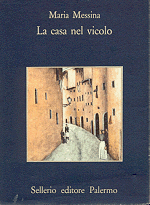 Maria Messina
La casa nel vicolo
Sellerio editore Palermo